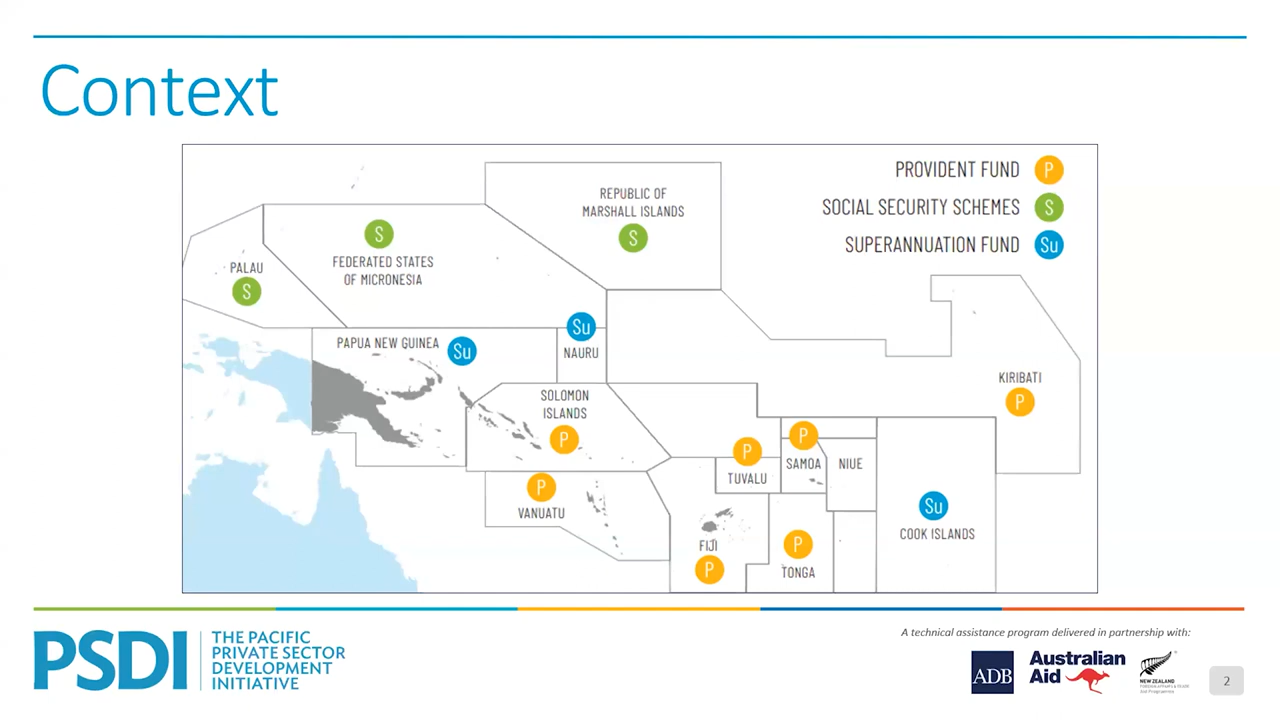 Context
PROVIDENT FUND P
SOCIAL SECURITY SCHEMES S
SUPERANNUATION FUND Su
REPUBLIC OF
MARSHALL ISLANDS
S
S
FEDERATED STATES
OF MICRONESIA
PALAU
S
PAPUA NEW GUINEA Su
Su
NAURU
SOLOMON
ISLANDS
P
KIRIBATI
P
P
TUVALU
P
SAMOA
NIUE
P
VANUATU
Su
COOK ISLANDS
FIJI
P
P
TONGA
PSDI
THE PACIFIC
PRIVATE SECTOR
DEVELOPMENT
INITIATIVE
A technical assistance program delivered in partnership with:
ADB
Australian
Aid
NEW ZEALAND
2